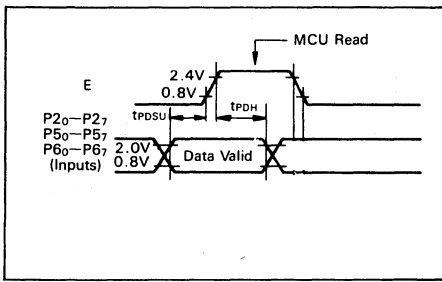 MCU Read
E
2.4V
0.8V
tPDSU
tPDH
P2₀—P2₇
P5₀—P5₇
P6₀—P6₇
(Inputs)
2.0V
0.8V
Data Valid